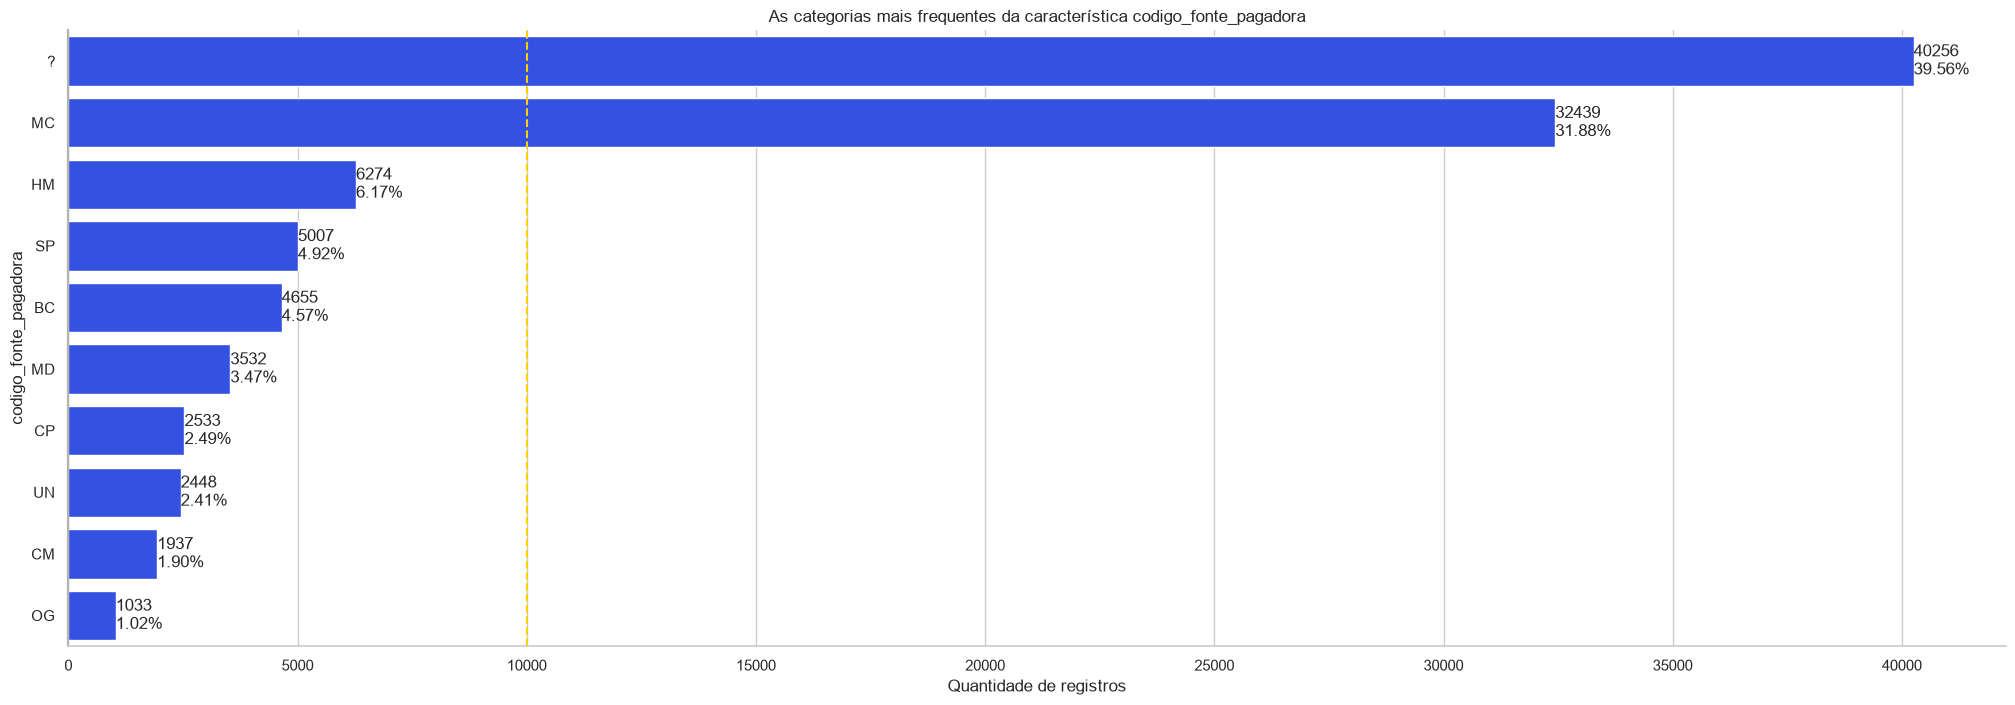 As categorias mais frequentes da característica codigo_fonte_pagadora
codigo_fonte_pagadora
?
40256
39.56%
MC
32439
31.88%
HM
6274
6.17%
SP
5007
4.92%
BC
4655
4.57%
MD
3532
3.47%
CP
2533
2.49%
UN
2448
2.41%
CM
1937
1.90%
OG
1033
1.02%
0 5000 10000 15000 20000 25000 30000 35000 40000
Quantidade de registros